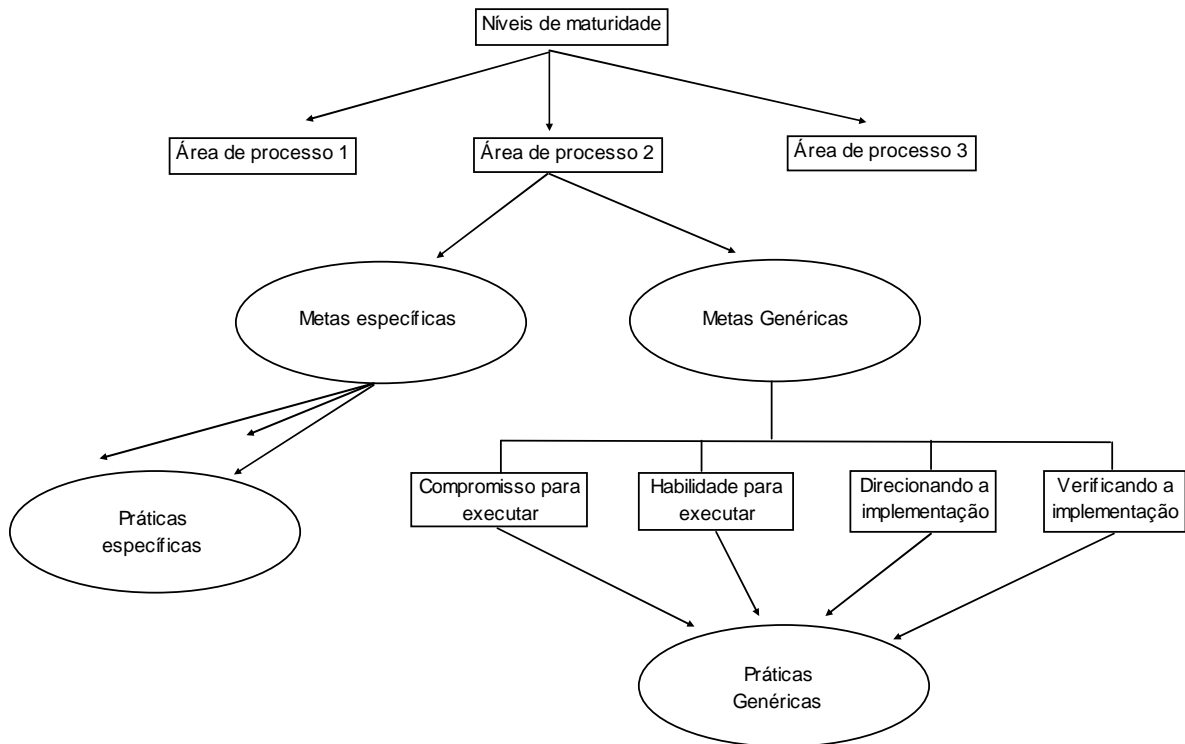 Níveis de maturidade
Área de processo 1
Área de processo 2
Área de processo 3
Metas específicas
Metas Genéricas
Compromisso para
executar
Habilidade para
executar
Direcionando a
implementação
Verificando a
implementação
Práticas
específicas
Práticas
Genéricas